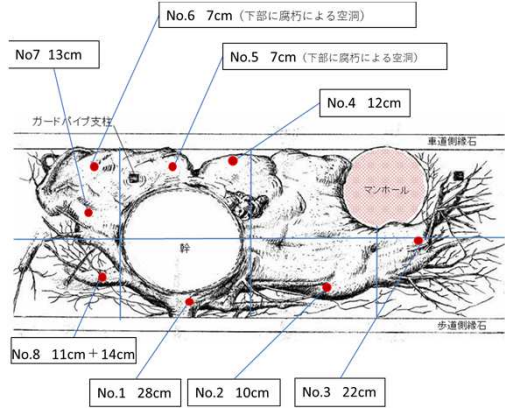 No.6 7cm (下部に腐朽による空洞)
No7 13cm
No.5 7cm (下部に腐朽による空洞)
No.4 12cm
ガードパイプ支柱
車道側縁石
マンホール
幹
歩道側縁石
No.8 11cm＋14cm
No.1 28cm
No.2 10cm
No.3 22cm